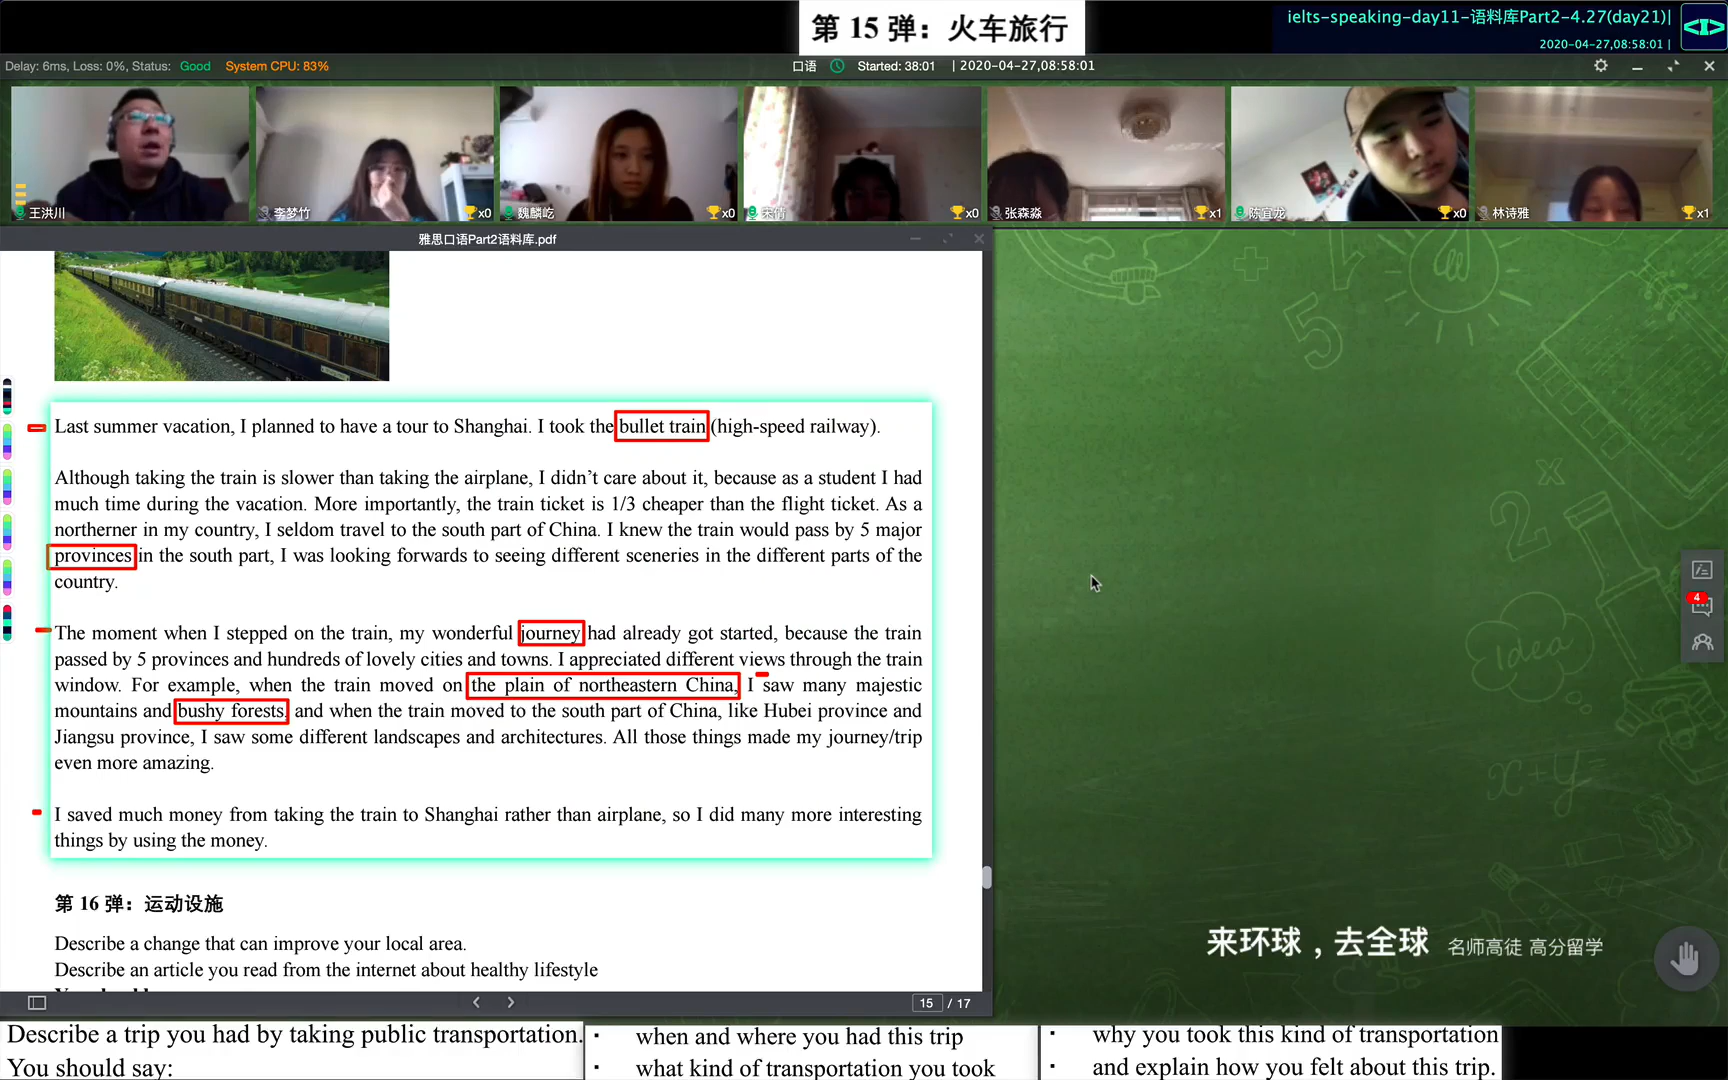 第 15 弹：火车旅行
ielts-speaking-day11-语料库Part2-4.27(day21)|
2020-04-27,08:58:01 |
Delay: 6ms, Loss: 0%, Status: Good System CPU: 83%
口语 Started: 38:01 | 2020-04-27,08:58:01
王洪川
李梦竹 x0
魏麟屹 x0
宋倩 x0
张森淼 x1
陈宜龙 x0
林诗雅 x1
雅思口语Part2语料库.pdf
Last summer vacation, I planned to have a tour to Shanghai. I took the bullet train (high-speed railway).
Although taking the train is slower than taking the airplane, I didn’t care about it, because as a student I had
much time during the vacation. More importantly, the train ticket is 1/3 cheaper than the flight ticket. As a
northerner in my country, I seldom travel to the south part of China. I knew the train would pass by 5 major
provinces in the south part, I was looking forwards to seeing different sceneries in the different parts of the
country.
The moment when I stepped on the train, my wonderful journey had already got started, because the train
passed by 5 provinces and hundreds of lovely cities and towns. I appreciated different views through the train
window. For example, when the train moved on the plain of northeastern China, I saw many majestic
mountains and bushy forests, and when the train moved to the south part of China, like Hubei province and
Jiangsu province, I saw some different landscapes and architectures. All those things made my journey/trip
even more amazing.
I saved much money from taking the train to Shanghai rather than airplane, so I did many more interesting
things by using the money.
第 16 弹：运动设施
Describe a change that can improve your local area.
Describe an article you read from the internet about healthy lifestyle
15 / 17
5
2
x
Idea
x+y=
4
来环球，去全球 名师高徒 高分留学
Describe a trip you had by taking public transportation.
You should say:
· when and where you had this trip
· what kind of transportation you took
· why you took this kind of transportation
· and explain how you felt about this trip.